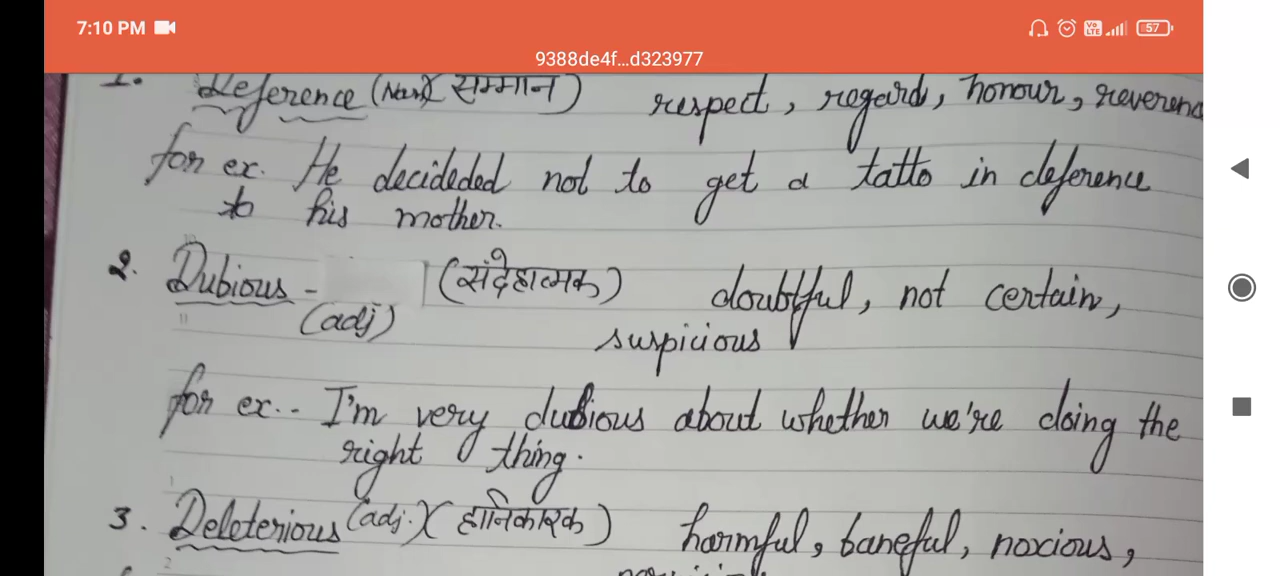 7:10 PM
57
9388de4f...d323977
1. Deference (Noun) (सम्मान) respect, regard, honour,
for ex. He decideded not to get a tatto in deference
to his mother.
2. Dubious - (संदेहात्मक) doubtful, not certain,
(adj) suspicious
for ex.. I'm very dubious about whether we're doing the
right thing.
3. Deleterious (adj.) (हानिकारक) harmful, baneful, noxious,